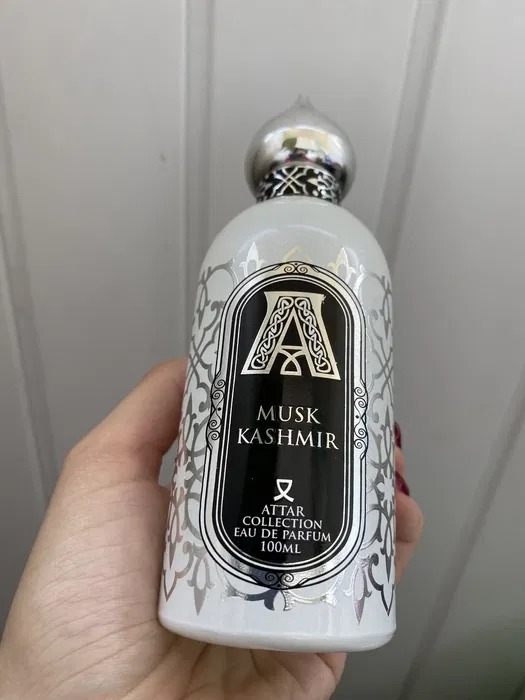 A
MUSK
KASHMIR
ATTAR
COLLECTION
EAU DE PARFUM
100ML